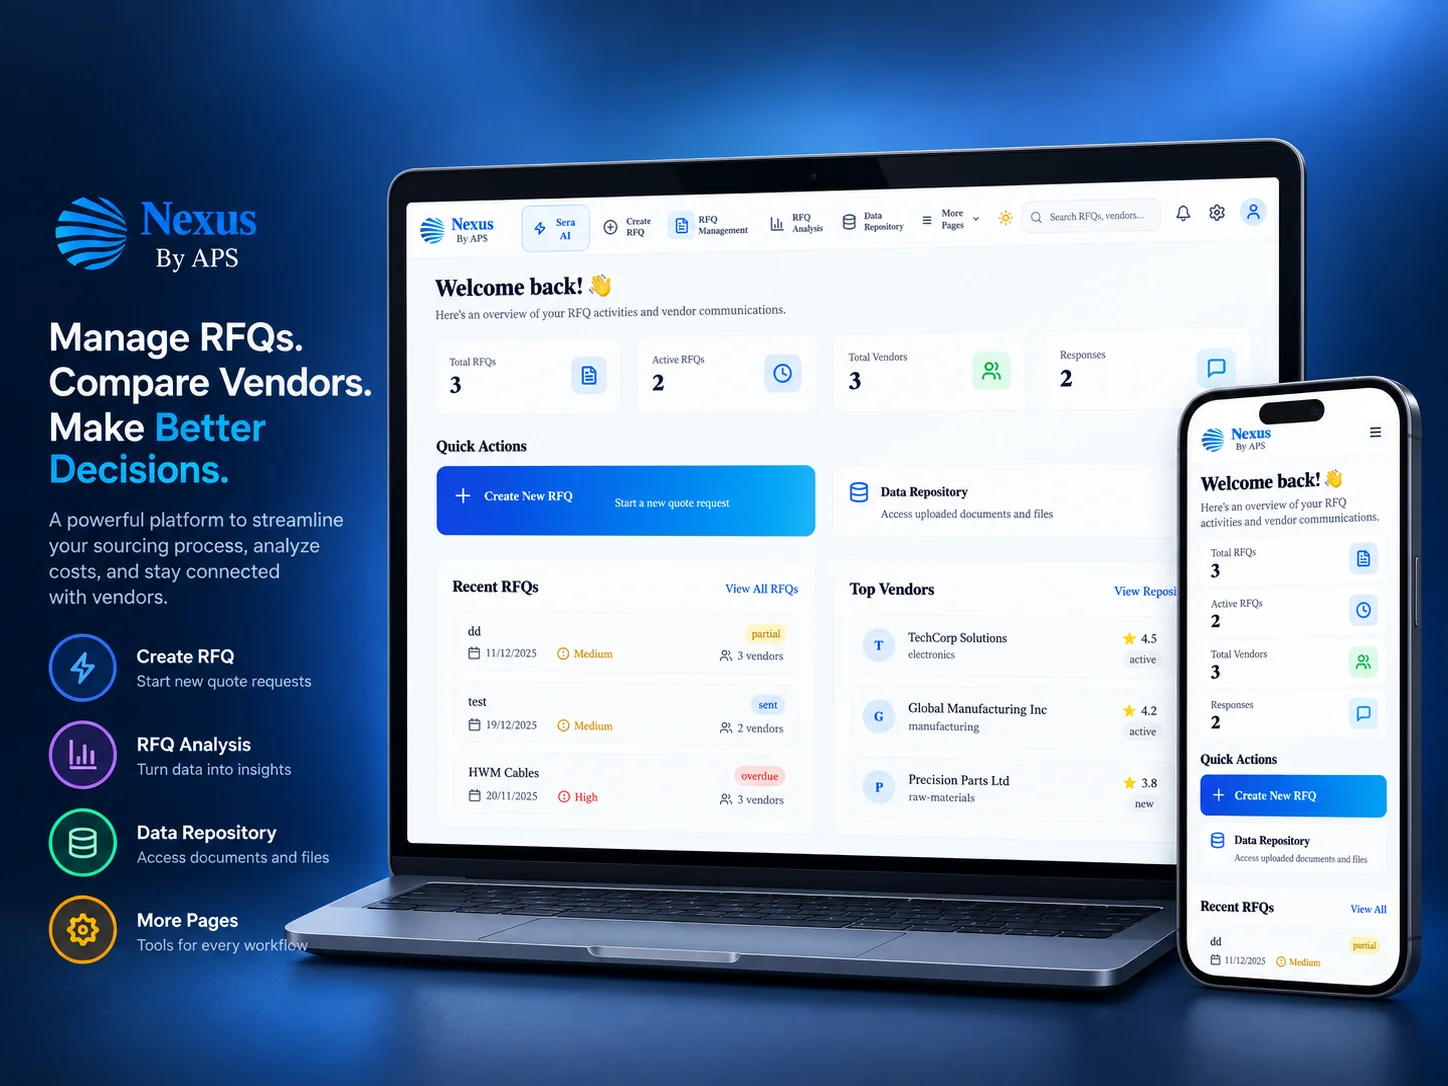 Nexus
By APS
Manage RFQs.
Compare Vendors.
Make Better
Decisions.
A powerful platform to streamline
your sourcing process, analyze
costs, and stay connected
with vendors.
Create RFQ
Start new quote requests
RFQ Analysis
Turn data into insights
Data Repository
Access documents and files
More Pages
Tools for every workflow
Nexus
By APS
Sera
AI
Create
RFQ
RFQ
Management
RFQ
Analysis
Data
Repository
More
Pages
Search RFQs, vendors...
Welcome back! 👋
Here's an overview of your RFQ activities and vendor communications.
Total RFQs
3
Active RFQs
2
Total Vendors
3
Responses
2
Quick Actions
Create New RFQ
Start a new quote request
Data Repository
Access uploaded documents and files
Recent RFQs
View All RFQs
dd
partial
11/12/2025
Medium
3 vendors
test
sent
19/12/2025
Medium
2 vendors
HWM Cables
overdue
20/11/2025
High
3 vendors
Top Vendors
View Reposi
T
TechCorp Solutions
electronics
4.5
active
G
Global Manufacturing Inc
manufacturing
4.2
active
P
Precision Parts Ltd
raw-materials
3.8
new
Nexus
By APS
Welcome back! 👋
Here's an overview of your RFQ
activities and vendor communications.
Total RFQs
3
Active RFQs
2
Total Vendors
3
Responses
2
Quick Actions
Create New RFQ
Data Repository
Access uploaded documents and files
Recent RFQs
View All
dd
partial
11/12/2025
Medium